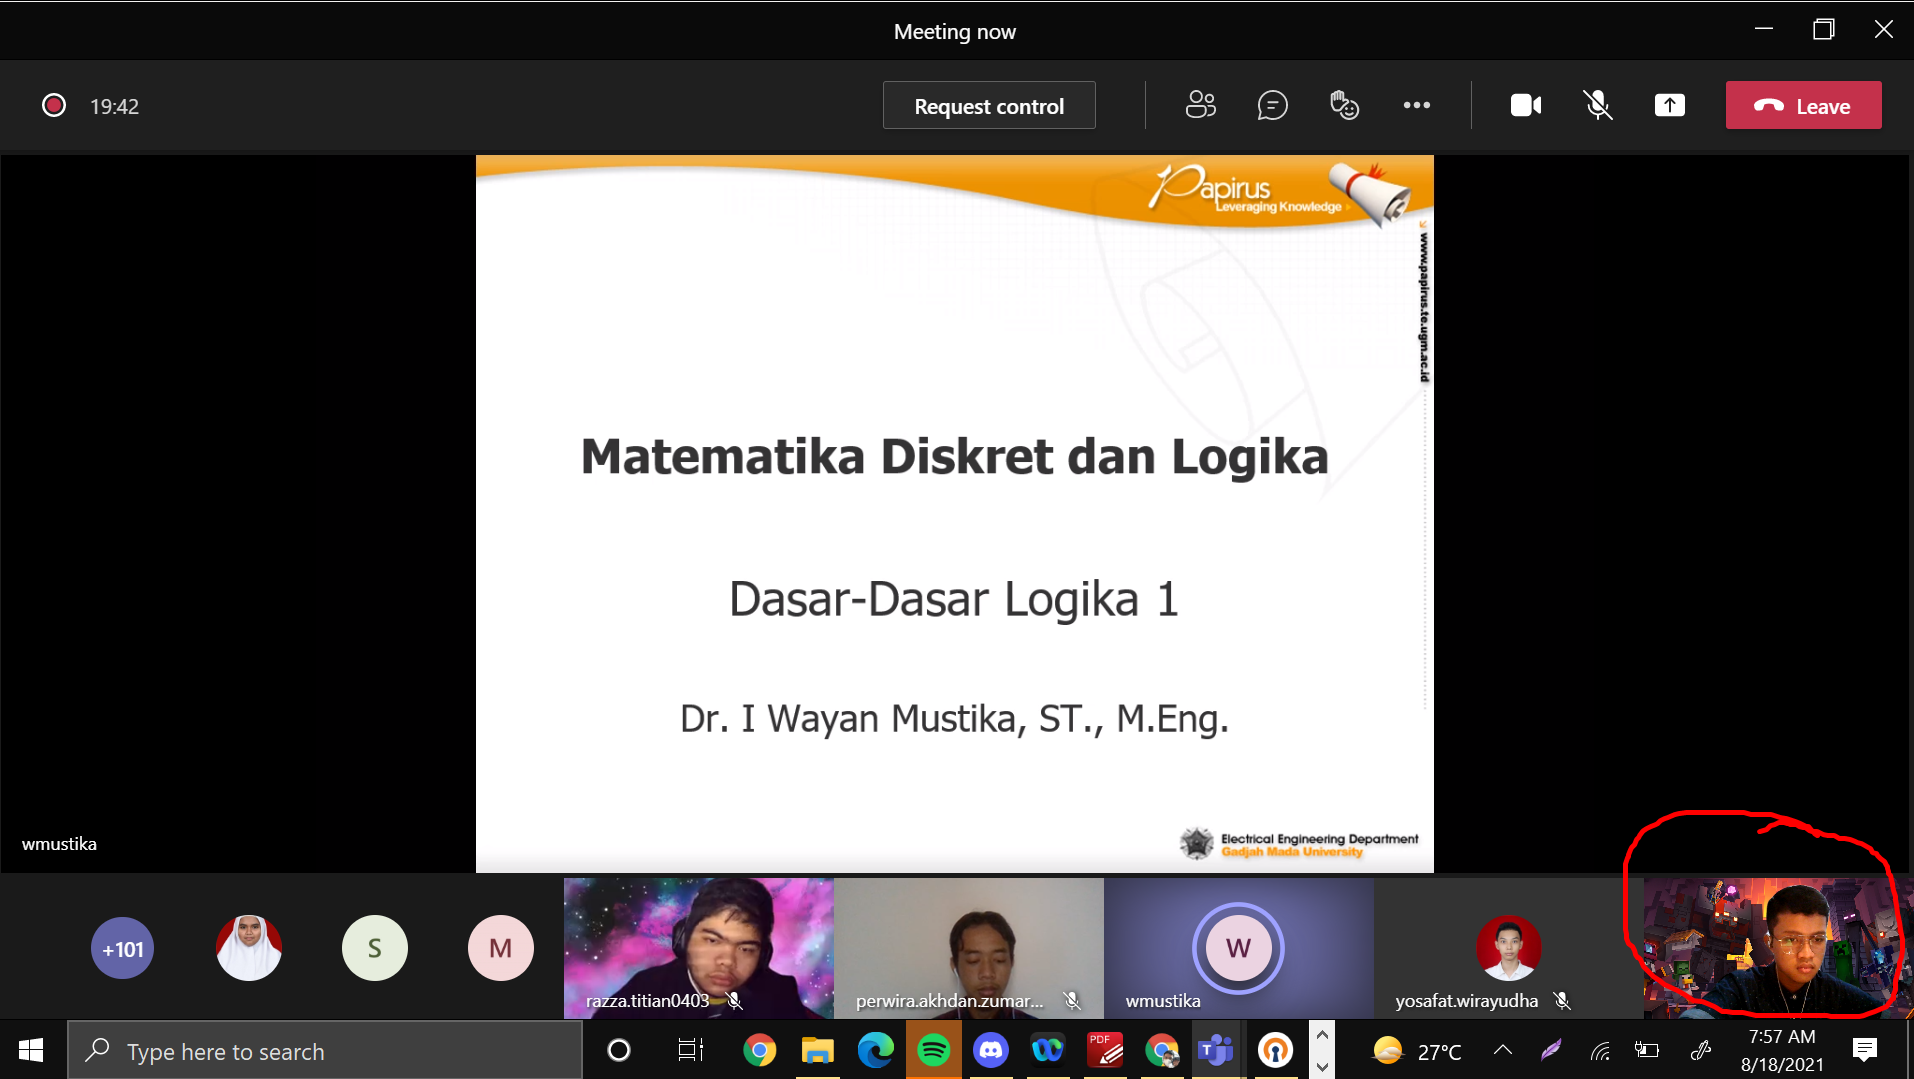 Meeting now
19:42
Request control
Leave
Papirus
Leveraging Knowledge
www.papirus.te.ugm.ac.id
Matematika Diskret dan Logika
Dasar-Dasar Logika 1
Dr. I Wayan Mustika, ST., M.Eng.
Electrical Engineering Department
Gadjah Mada University
wmustika
+101
S
M
razza.titian0403
perwira.akhdan.zumar...
W
wmustika
yosafat.wirayudha
Type here to search
PDF
T
27°C
7:57 AM
8/18/2021